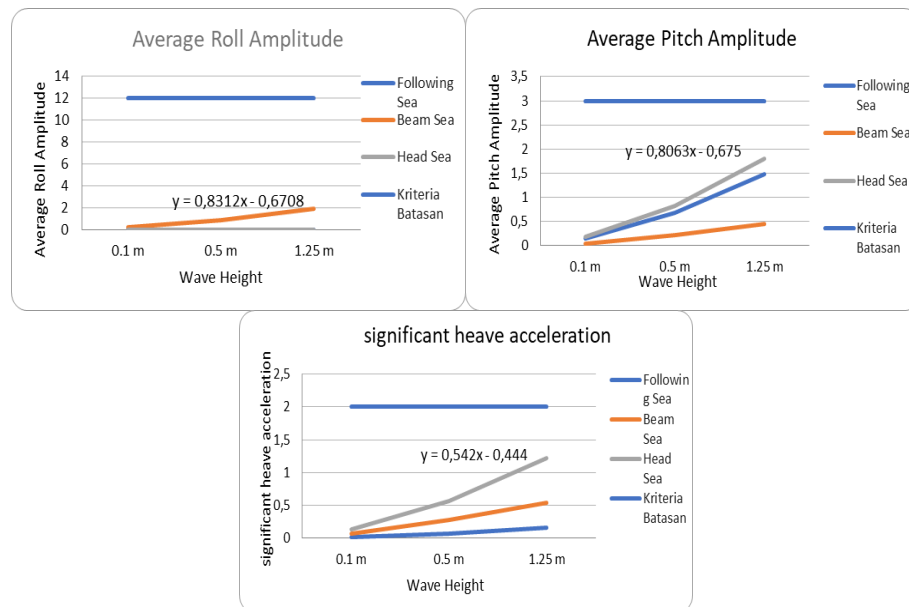 Average Roll Amplitude
Average Roll Amplitude
14
12
10
8
6
4
2
0
y = 0,8312x - 0,6708
0.1 m
0.5 m
1.25 m
Wave Height
Following
Sea
Beam Sea
Head Sea
Kriteria
Batasan
Average Pitch Amplitude
Average Pitch Amplitude
3,5
3
2,5
2
1,5
1
0,5
0
y = 0,8063x - 0,675
0.1 m
0.5 m
1.25 m
Wave Height
Following
Sea
Beam Sea
Head Sea
Kriteria
Batasan
significant heave acceleration
significant heave acceleration
2,5
2
1,5
1
0,5
0
y = 0,542x - 0,444
0.1 m
0.5 m
1.25 m
Wave Height
Followin
g Sea
Beam
Sea
Head
Sea
Kriteria
Batasan